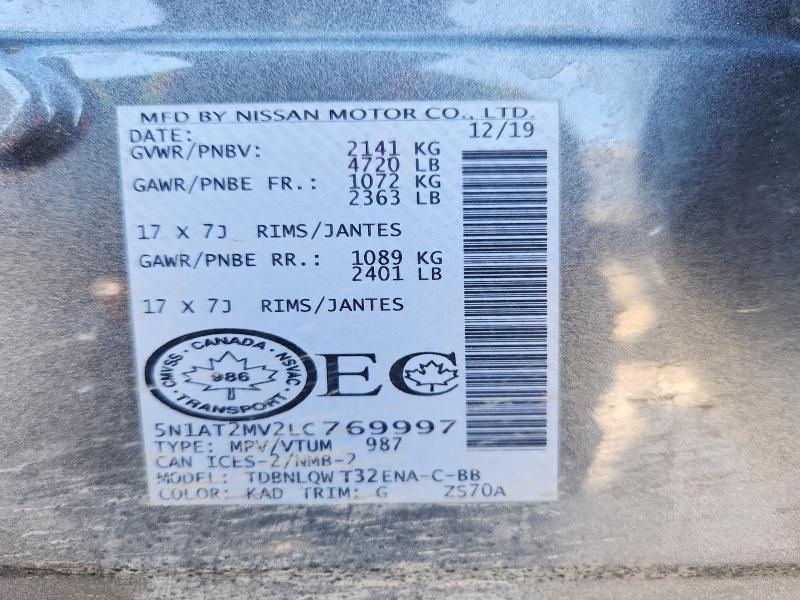 MFD BY NISSAN MOTOR CO., LTD.
DATE: 12/19
GVWR/PNBV: 2141 KG
4720 LB
GAWR/PNBE FR.: 1072 KG
2363 LB
17 X 7J RIMS/JANTES
GAWR/PNBE RR.: 1089 KG
2401 LB
17 X 7J RIMS/JANTES
CANADA · NSVAC · TRANSPORT · CMVSS ·
986
EC
5N1AT2MV2LC769997
TYPE: MPV/VTUM 987
CAN ICES-2/NMB-2
MODEL: TDBNLQW T32ENA-C-BB
COLOR: KAD TRIM: G ZS70A